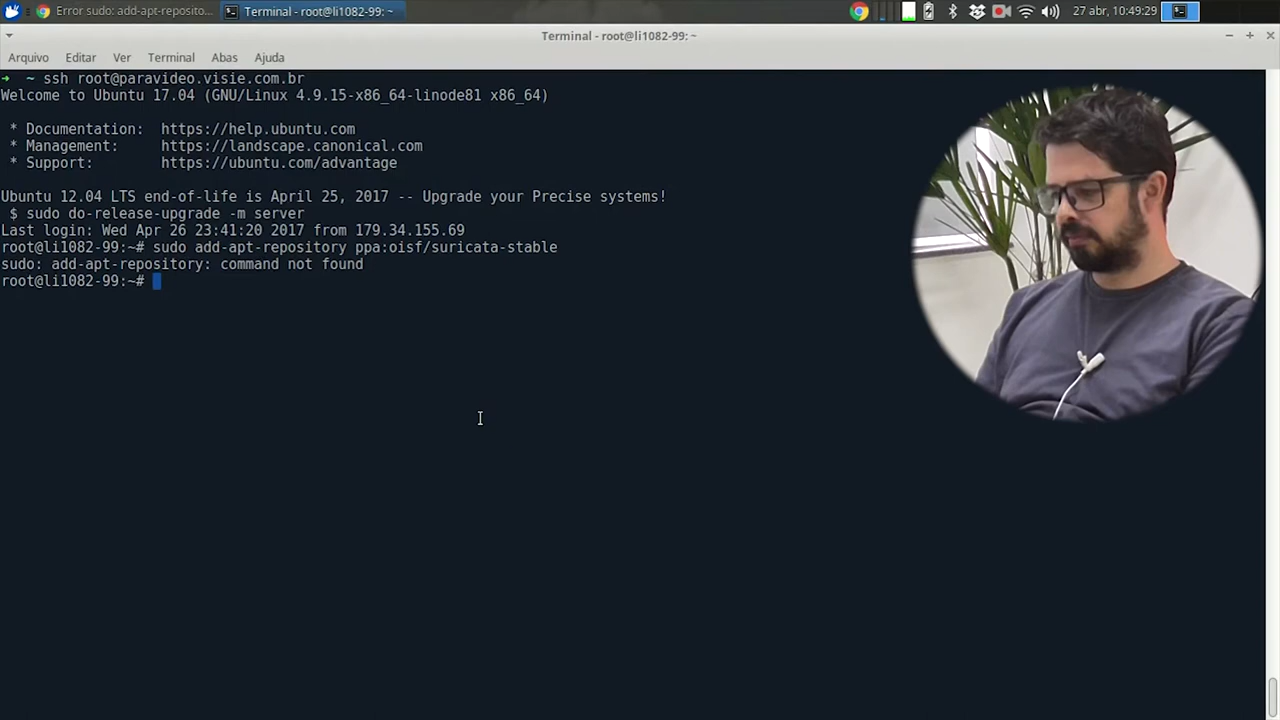 Error sudo: add-apt-reposito...
Terminal - root@li1082-99: ~
27 abr, 10:49:29
Terminal - root@li1082-99: ~
Arquivo Editar Ver Terminal Abas Ajuda
➜ ~ ssh root@paravideo.visie.com.br
Welcome to Ubuntu 17.04 (GNU/Linux 4.9.15-x86_64-linode81 x86_64)
* Documentation: https://help.ubuntu.com
* Management: https://landscape.canonical.com
* Support: https://ubuntu.com/advantage
Ubuntu 12.04 LTS end-of-life is April 25, 2017 -- Upgrade your Precise systems!
$ sudo do-release-upgrade -m server
Last login: Wed Apr 26 23:41:20 2017 from 179.34.155.69
root@li1082-99:~# sudo add-apt-repository ppa:oisf/suricata-stable
sudo: add-apt-repository: command not found
root@li1082-99:~#